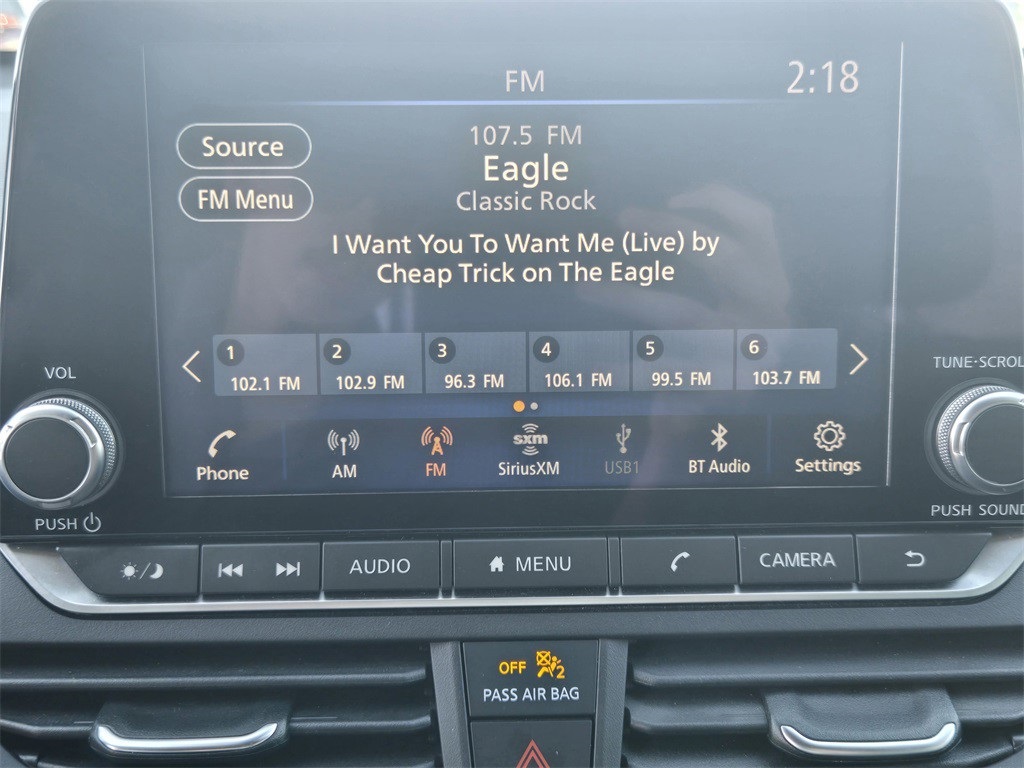 FM
2:18
Source
FM Menu
107.5 FM
Eagle
Classic Rock
I Want You To Want Me (Live) by
Cheap Trick on The Eagle
1 2 3 4 5 6
102.1 FM 102.9 FM 96.3 FM 106.1 FM 99.5 FM 103.7 FM
VOL
TUNE·SCROL
Phone AM FM SiriusXM USB1 BT Audio Settings
sxm
PUSH
PUSH SOUND
AUDIO MENU CAMERA
OFF 2
PASS AIR BAG